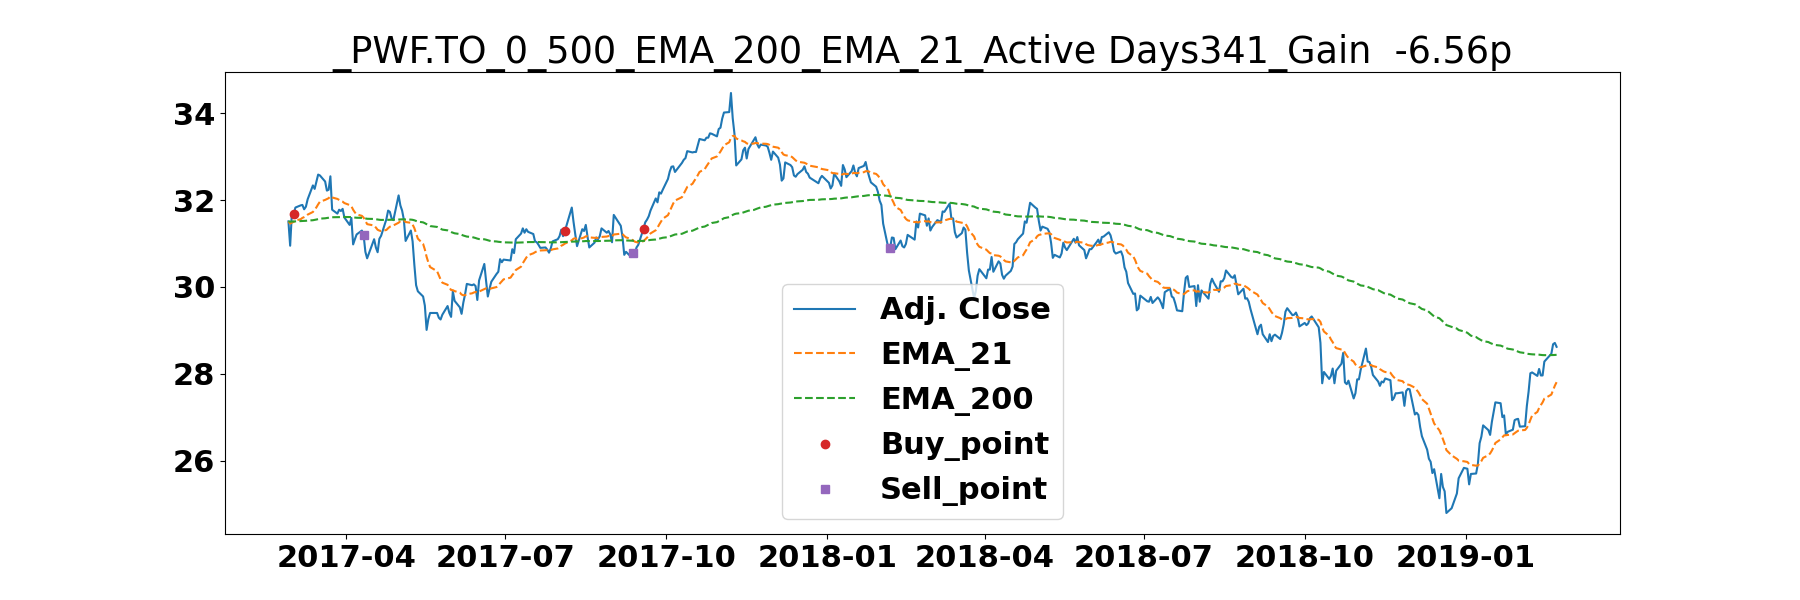 _PWF.TO_0_500_EMA_200_EMA_21_Active Days341_Gain  -6.56p
34
32
30
28
26
Adj. Close
EMA_21
EMA_200
Buy_point
Sell_point
2017-04 2017-07 2017-10 2018-01 2018-04 2018-07 2018-10 2019-01